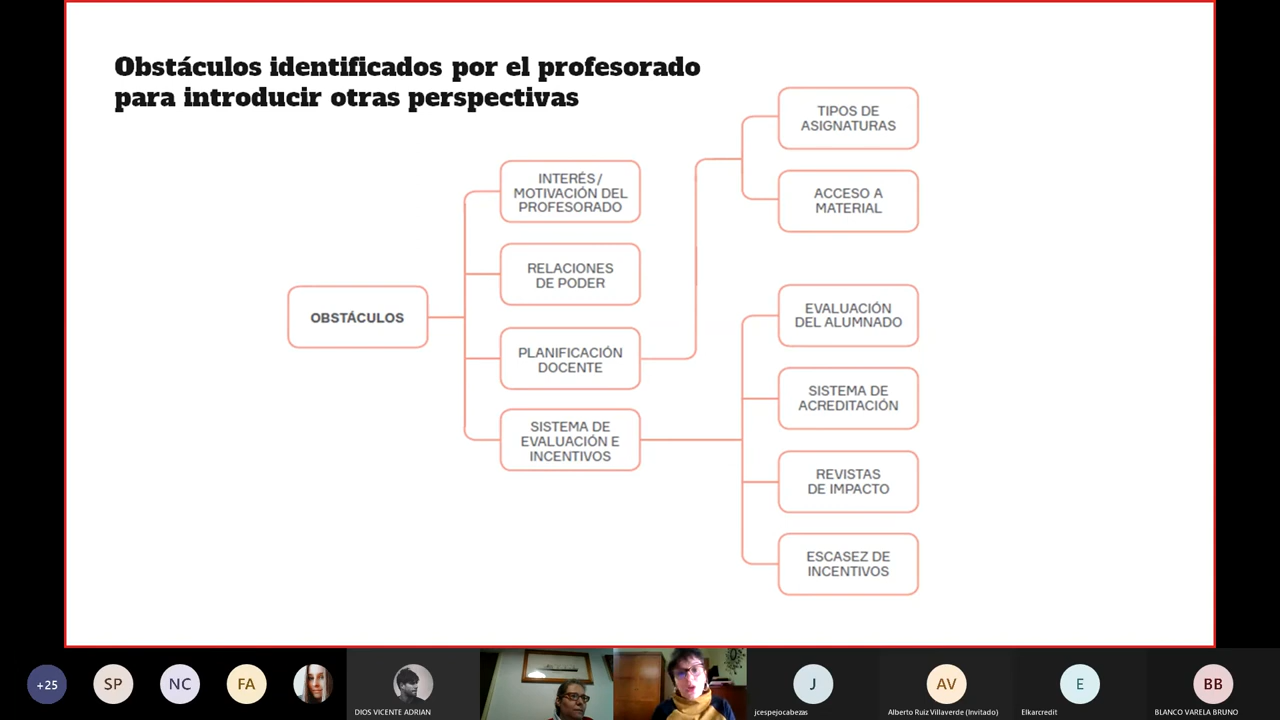 Obstáculos identificados por el profesorado
para introducir otras perspectivas
OBSTÁCULOS
INTERÉS/
MOTIVACIÓN DEL
PROFESORADO
RELACIONES
DE PODER
PLANIFICACIÓN
DOCENTE
SISTEMA DE
EVALUACIÓN E
INCENTIVOS
TIPOS DE
ASIGNATURAS
ACCESO A
MATERIAL
EVALUACIÓN
DEL ALUMNADO
SISTEMA DE
ACREDITACIÓN
REVISTAS
DE IMPACTO
ESCASEZ DE
INCENTIVOS
+25
SP
NC
FA
DIOS VICENTE ADRIAN
J
jcespejocabezas
AV
Alberto Ruiz Villaverde (Invitado)
E
Elkarcredit
BB
BLANCO VARELA BRUNO